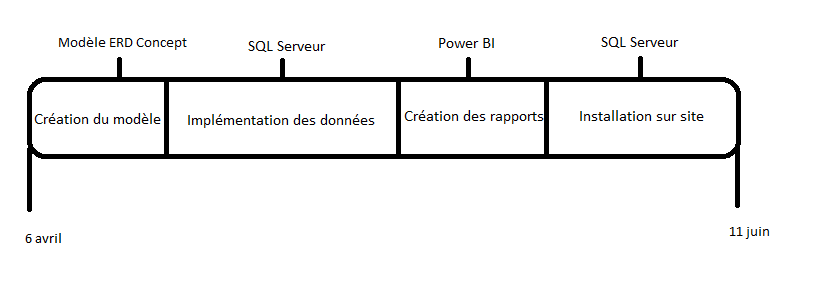 Modèle ERD Concept
SQL Serveur
Power BI
SQL Serveur
Création du modèle
Implémentation des données
Création des rapports
Installation sur site
6 avril
11 juin